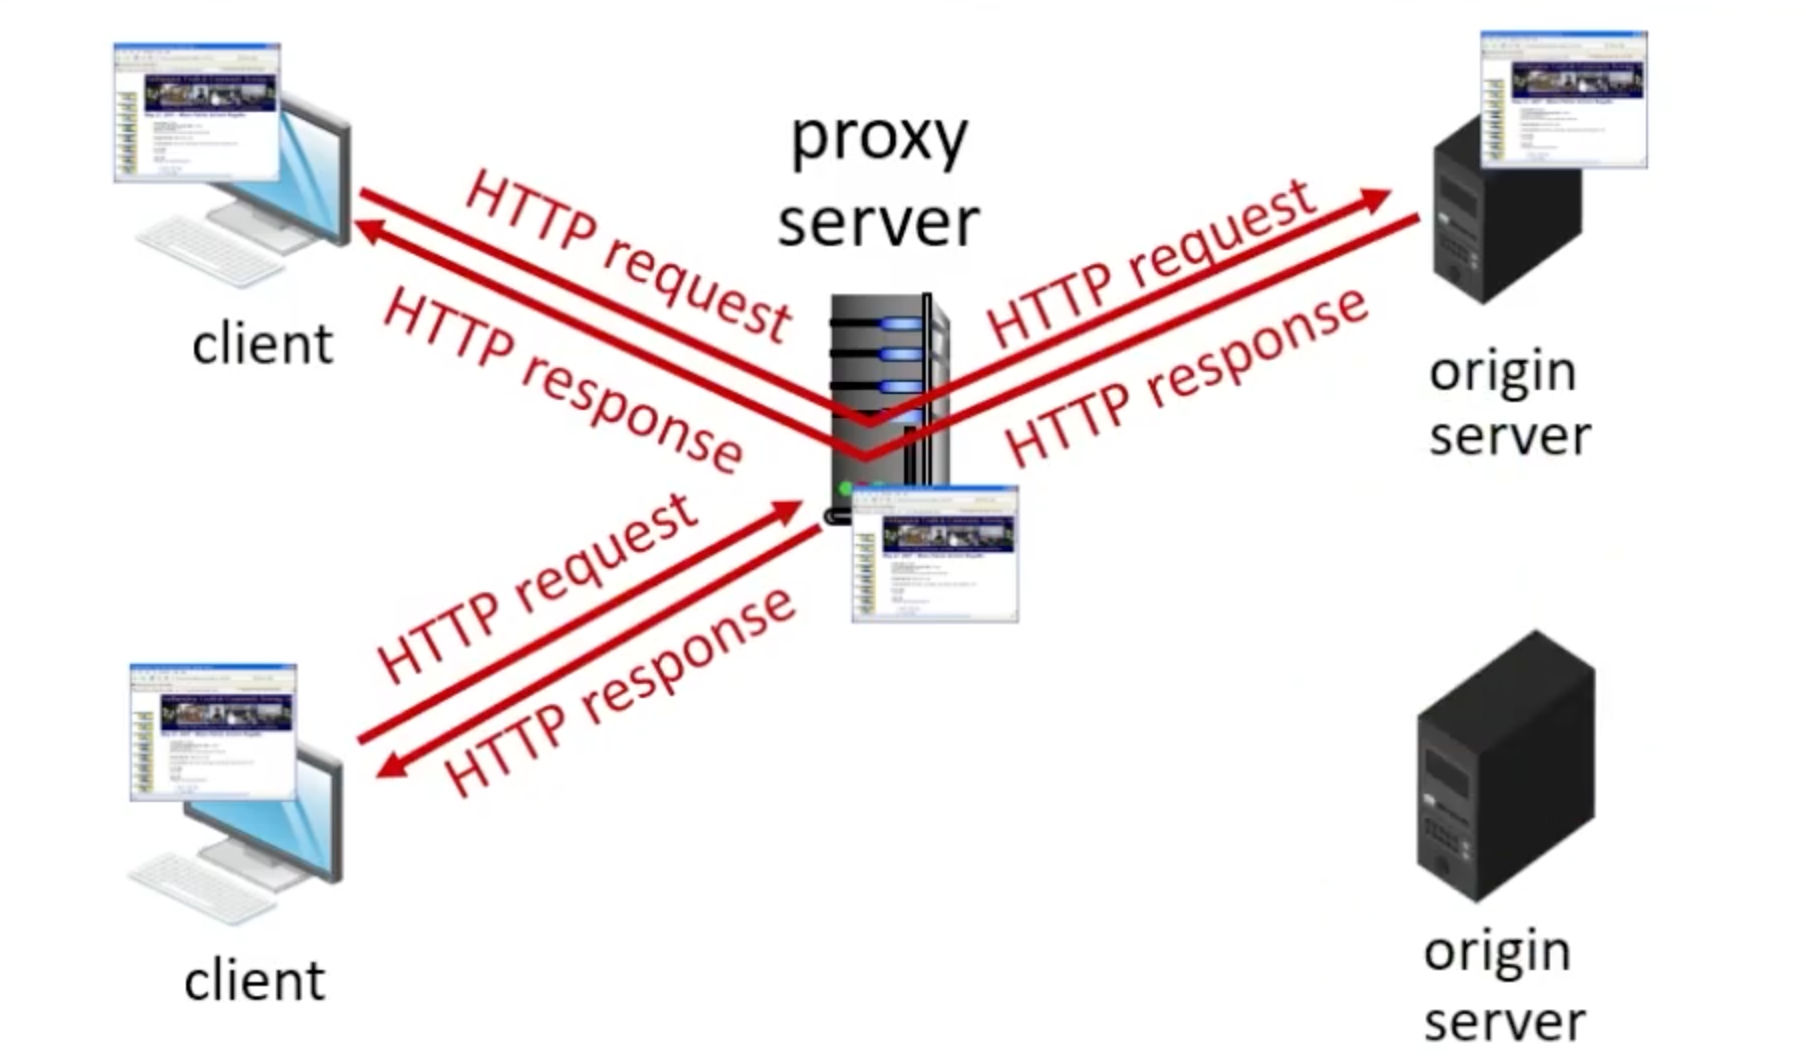 proxy
server
HTTP request
HTTP response
HTTP request
HTTP response
client
origin
server
HTTP request
HTTP response
client
origin
server